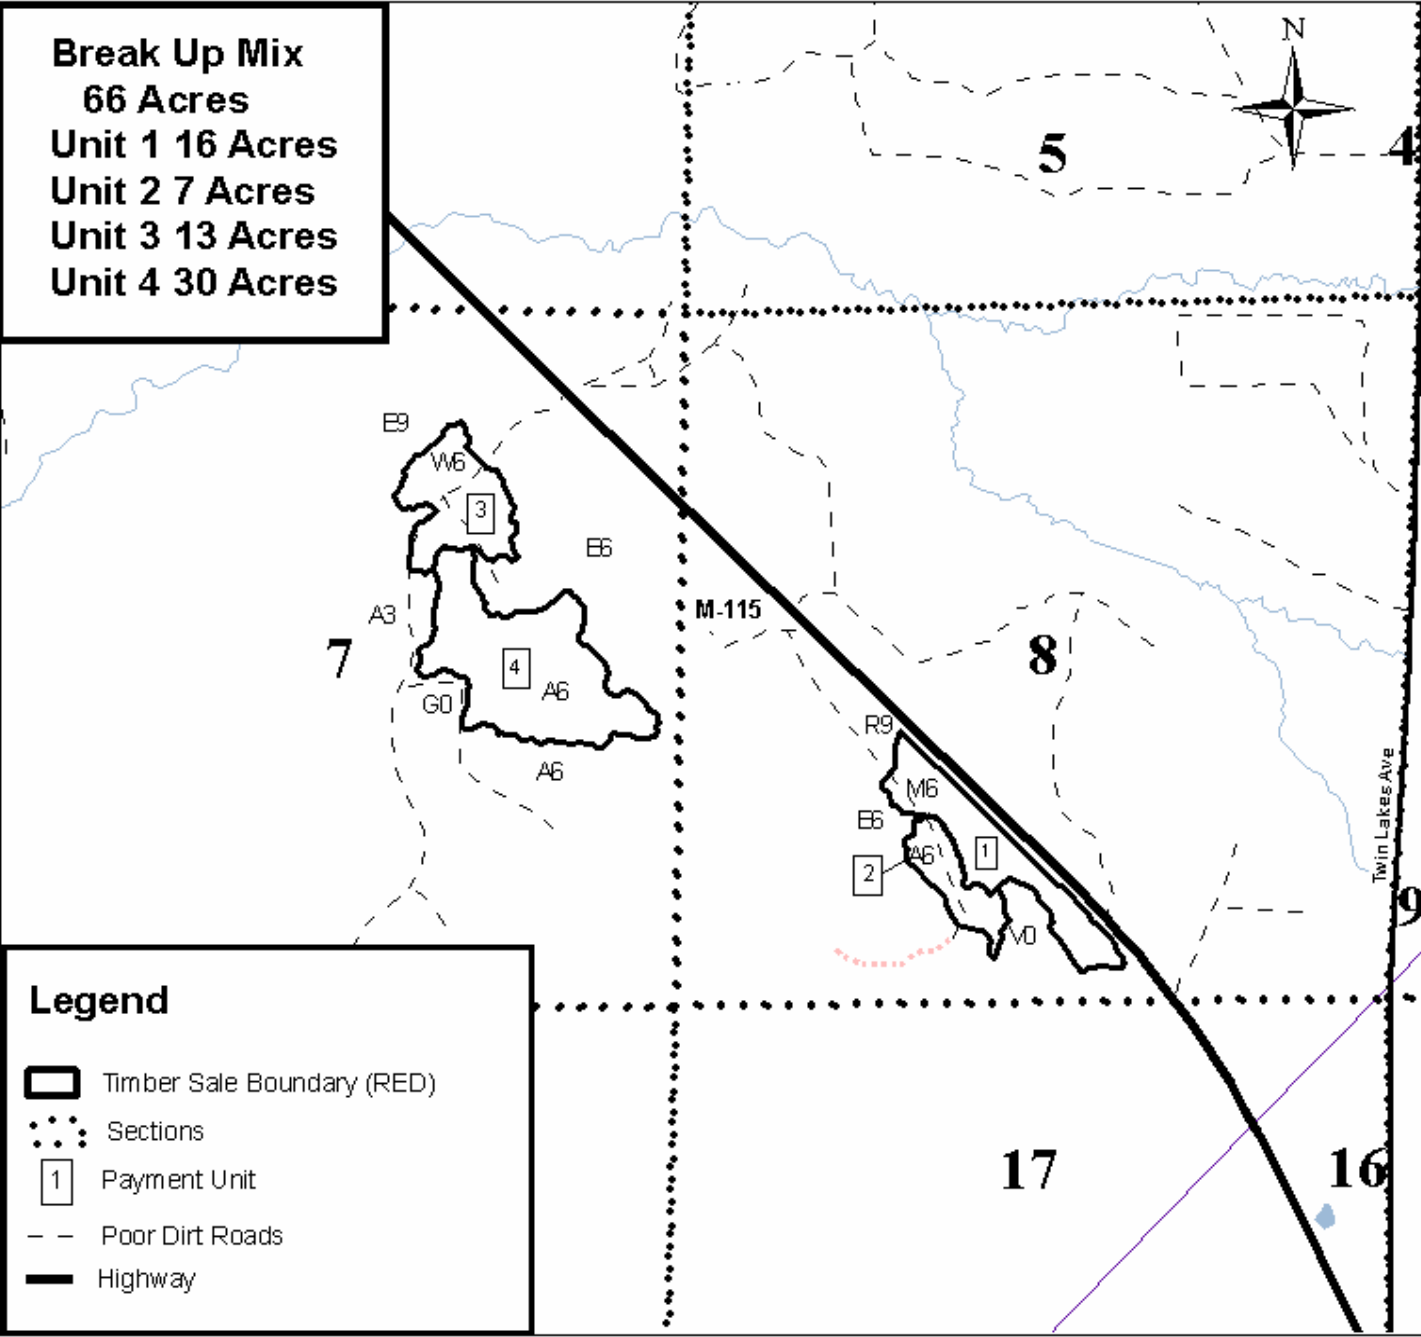 Break Up Mix
66 Acres
Unit 1 16 Acres
Unit 2 7 Acres
Unit 3 13 Acres
Unit 4 30 Acres
N
5
4
E9
W6
3
E6
A3
7
4
A6
G0
A6
M-115
8
R9
M6
E6
A6
1
2
V0
Twin Lakes Ave
9
17
16
Legend
Timber Sale Boundary (RED)
Sections
1 Payment Unit
Poor Dirt Roads
Highway